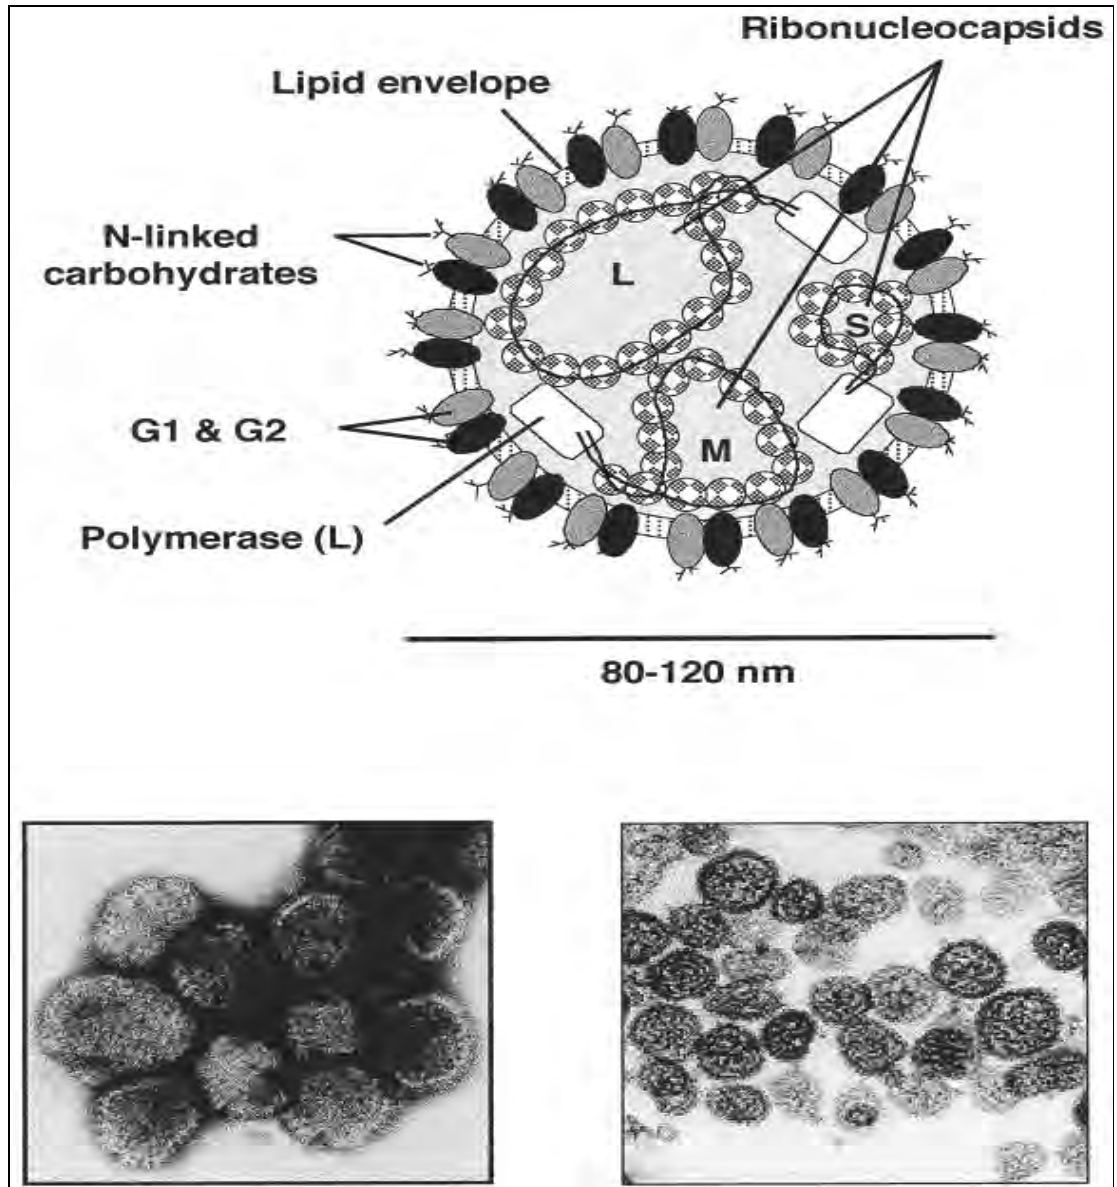 Ribonucleocapsids
Lipid envelope
N-linked
carbohydrates
L
S
G1 & G2
M
Polymerase (L)
80-120 nm